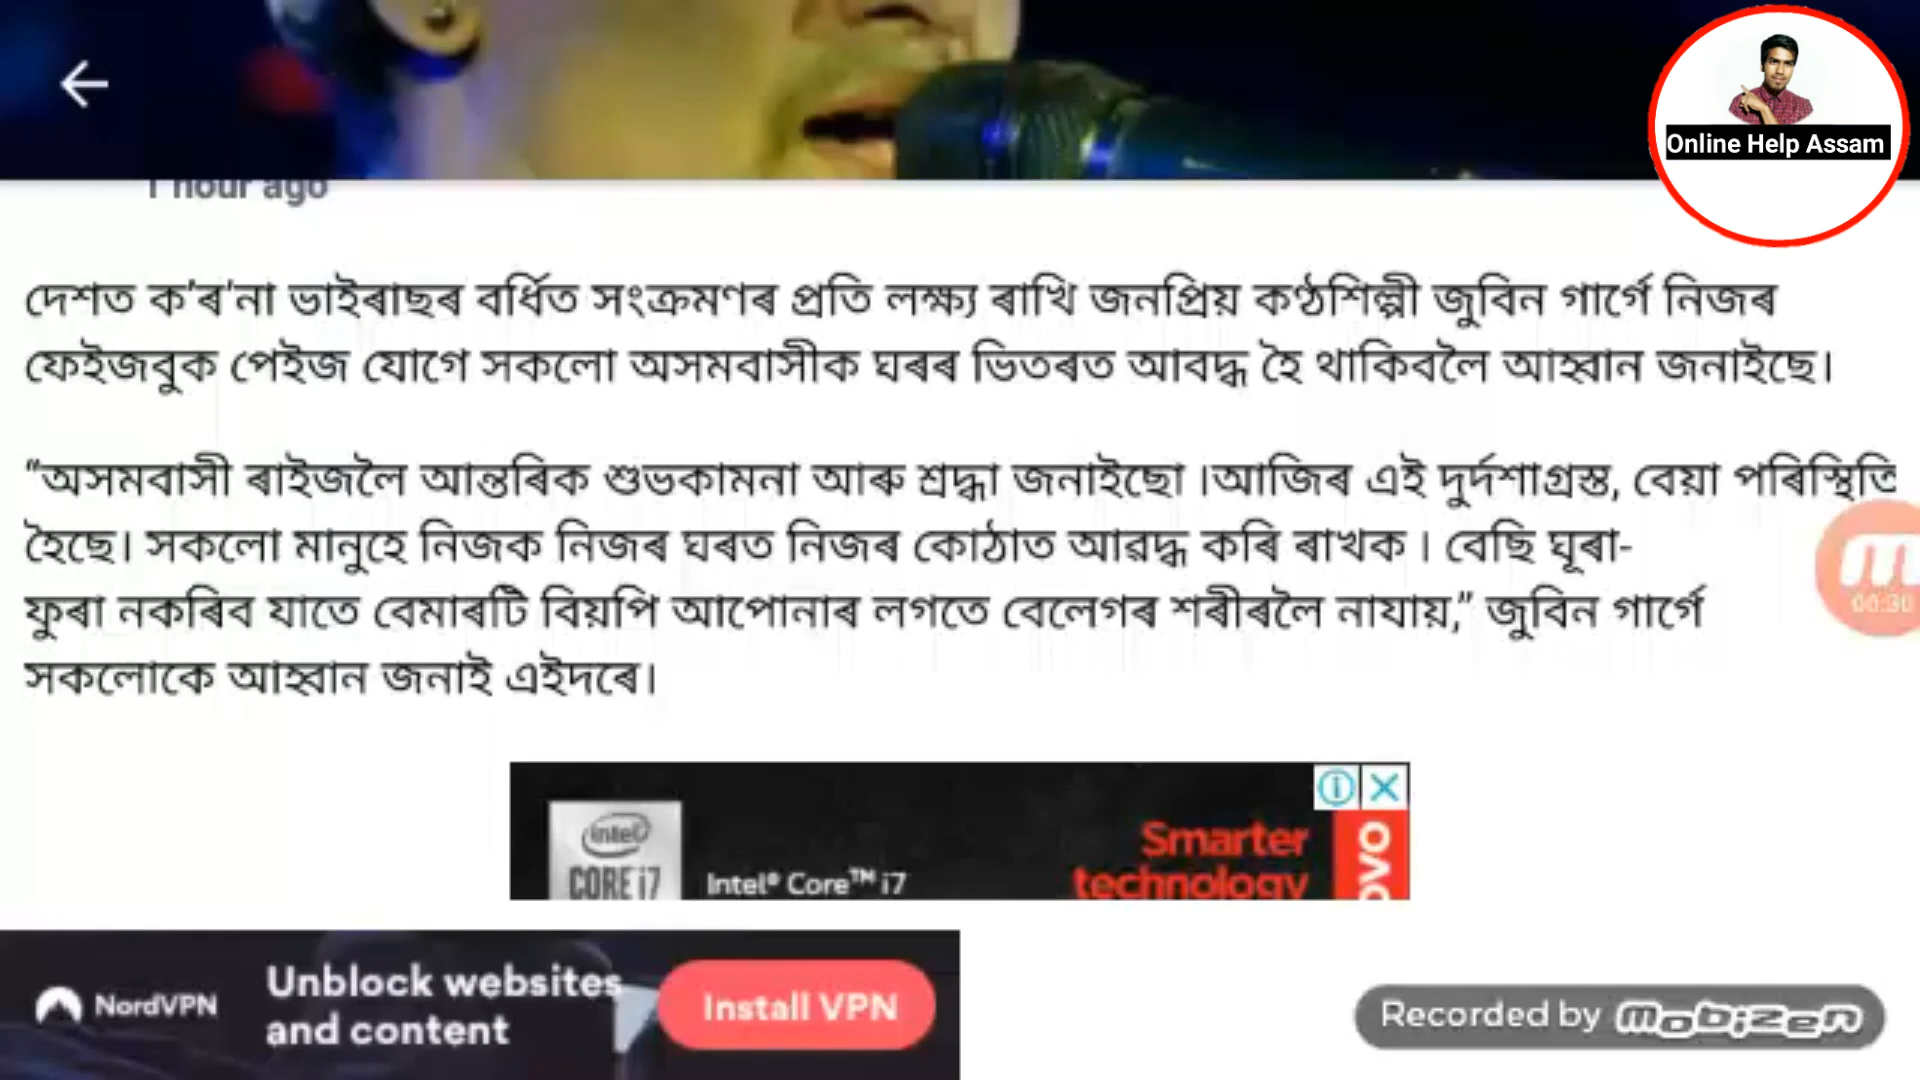 Online Help Assam
1 hour ago
দেশত ক'ৰ'না ভাইৰাছৰ বৰ্ধিত সংক্ৰমণৰ প্ৰতি লক্ষ্য ৰাখি জনপ্ৰিয় কণ্ঠশিল্পী জুবিন গাৰ্গে নিজৰ
ফেইজবুক পেইজ যোগে সকলো অসমবাসীক ঘৰৰ ভিতৰত আবদ্ধ হৈ থাকিবলৈ আহ্বান জনাইছে।
“অসমবাসী ৰাইজলৈ আন্তৰিক শুভকামনা আৰু শ্ৰদ্ধা জনাইছো ।আজিৰ এই দুৰ্দশাগ্ৰস্ত, বেয়া পৰিস্থিতি
হৈছে। সকলো মানুহে নিজক নিজৰ ঘৰত নিজৰ কোঠাত আৱদ্ধ কৰি ৰাখক । বেছি ঘূৰা-
ফুৰা নকৰিব যাতে বেমাৰটি বিয়পি আপোনাৰ লগতে বেলেগৰ শৰীৰলৈ নাযায়,” জুবিন গাৰ্গে
সকলোকে আহ্বান জনাই এইদৰে।
00:30
intel
CORE i7
Intel® Core™ i7
Smarter
technology
NordVPN
Unblock websites
and content
Install VPN
Recorded by mobizen